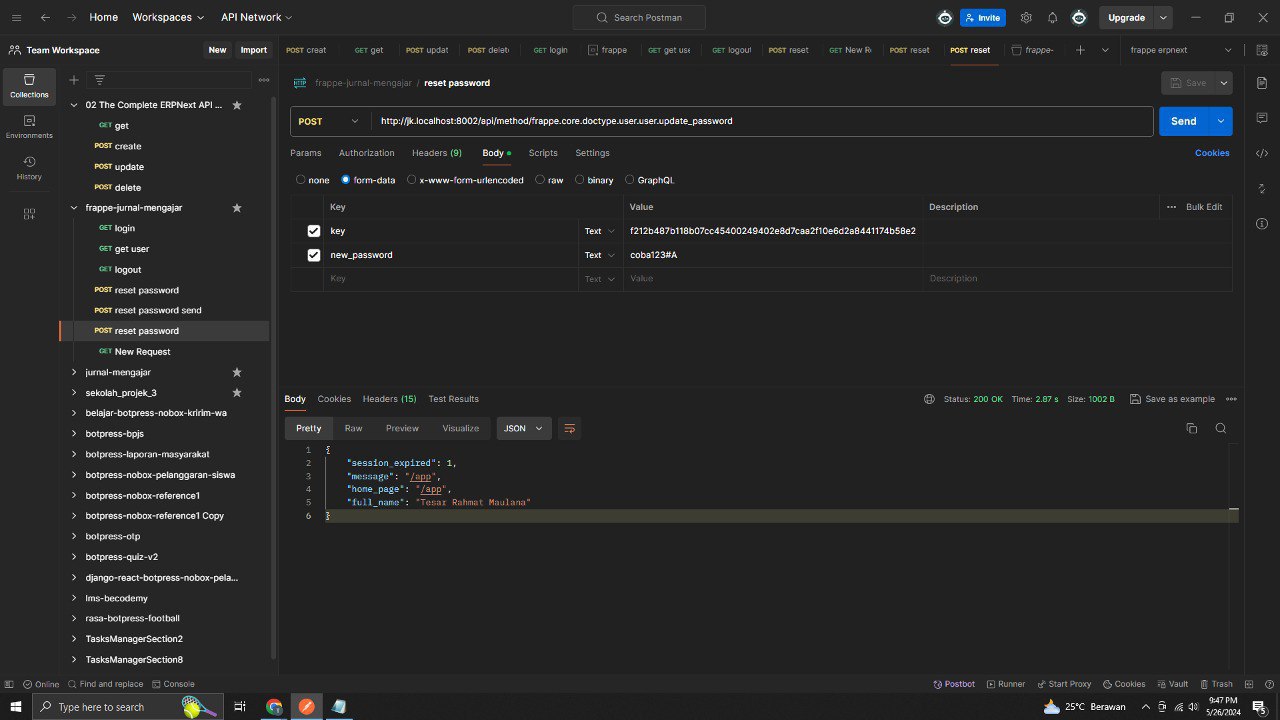 Home Workspaces API Network Search Postman Invite Upgrade
Team Workspace New Import POST creat GET get POST updat POST delet GET login frappe GET get use GET logout POST reset GET New Re POST reset POST reset frappe- frappe erpnext
frappe-jurnal-mengajar / reset password Save
Collections
Environments
History
02 The Complete ERPNext API ...
GET get
POST create
POST update
POST delete
frappe-jurnal-mengajar
GET login
GET get user
GET logout
POST reset password
POST reset password send
POST reset password
GET New Request
jurnal-mengajar
sekolah_projek_3
belajar-botpress-nobox-kririm-wa
botpress-bpjs
botpress-laporan-masyarakat
botpress-nobox-pelanggaran-siswa
botpress-nobox-reference1
botpress-nobox-reference1 Copy
botpress-otp
botpress-quiz-v2
django-react-botpress-nobox-pela...
lms-becodemy
rasa-botpress-football
TasksManagerSection2
TasksManagerSection8
HTTP
POST http://jk.localhost:8002/api/method/frappe.core.doctype.user.user.update_password Send
Params Authorization Headers (9) Body Scripts Settings Cookies
none form-data x-www-form-urlencoded raw binary GraphQL
Key Value Description Bulk Edit
key Text f212b487b118b07cc45400249402e8d7caa2f10e6d2a8441174b58e2
new_password Text coba123#A
Key Text Value Description
Body Cookies Headers (15) Test Results Status: 200 OK Time: 2.87 s Size: 1002 B Save as example
Pretty Raw Preview Visualize JSON
1 {
2 "session_expired": 1,
3 "message": "/app",
4 "home_page": "/app",
5 "full_name": "Tesar Rahmat Maulana"
6 }
Online Find and replace Console Postbot Runner Start Proxy Cookies Vault Trash
Type here to search 25°C Berawan 9:47 PM
5/26/2024